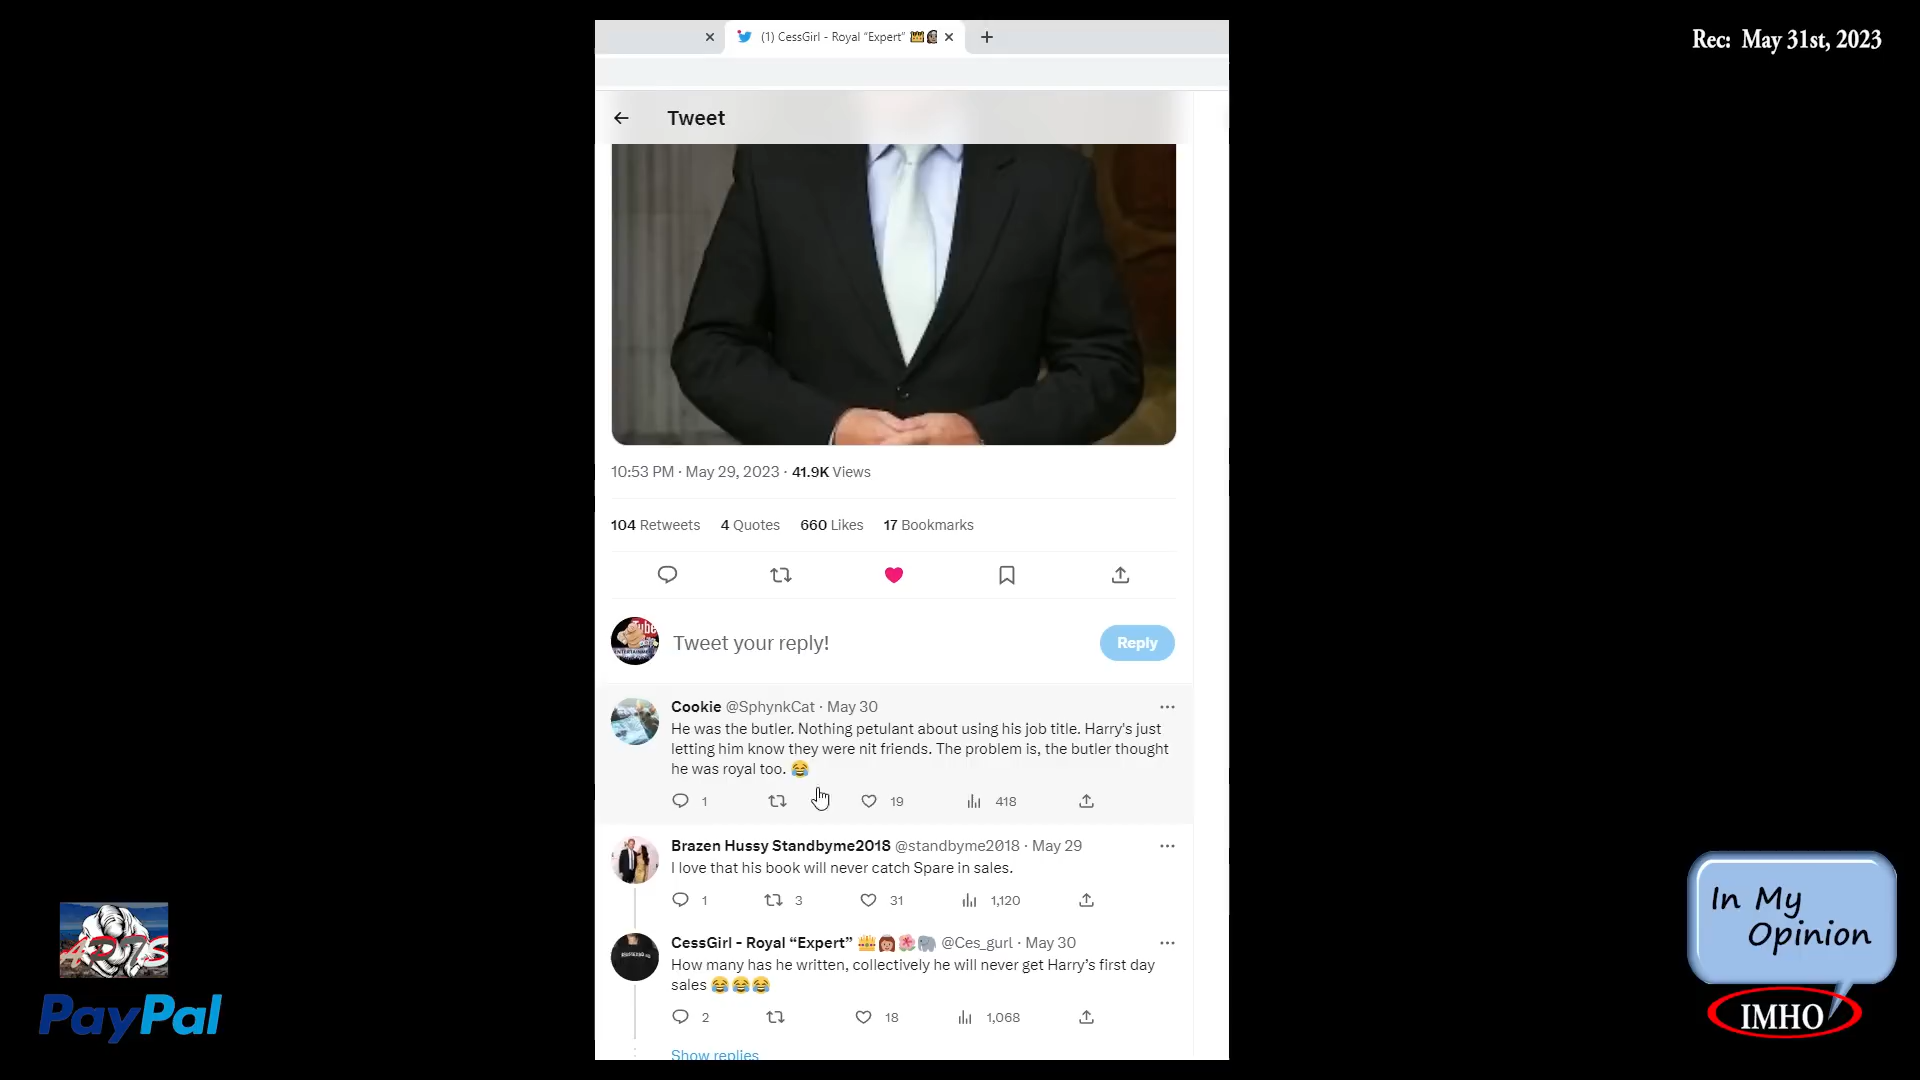 (1) CessGirl - Royal “Expert” 👑
Rec: May 31st, 2023
Tweet
10:53 PM · May 29, 2023 · 41.9K Views
104 Retweets 4 Quotes 660 Likes 17 Bookmarks
Tweet your reply!
Reply
Cookie @SphynkCat · May 30
He was the butler. Nothing petulant about using his job title. Harry's just
letting him know they were nit friends. The problem is, the butler thought
he was royal too. 😂
1 19 418
Brazen Hussy Standbyme2018 @standbyme2018 · May 29
I love that his book will never catch Spare in sales.
1 3 31 1,120
CessGirl - Royal “Expert” 👑👩🏽🌺🐘 @Ces_gurl · May 30
How many has he written, collectively he will never get Harry’s first day
sales 😂😂😂
2 18 1,068
Show replies
PayPal
In My
Opinion
IMHO